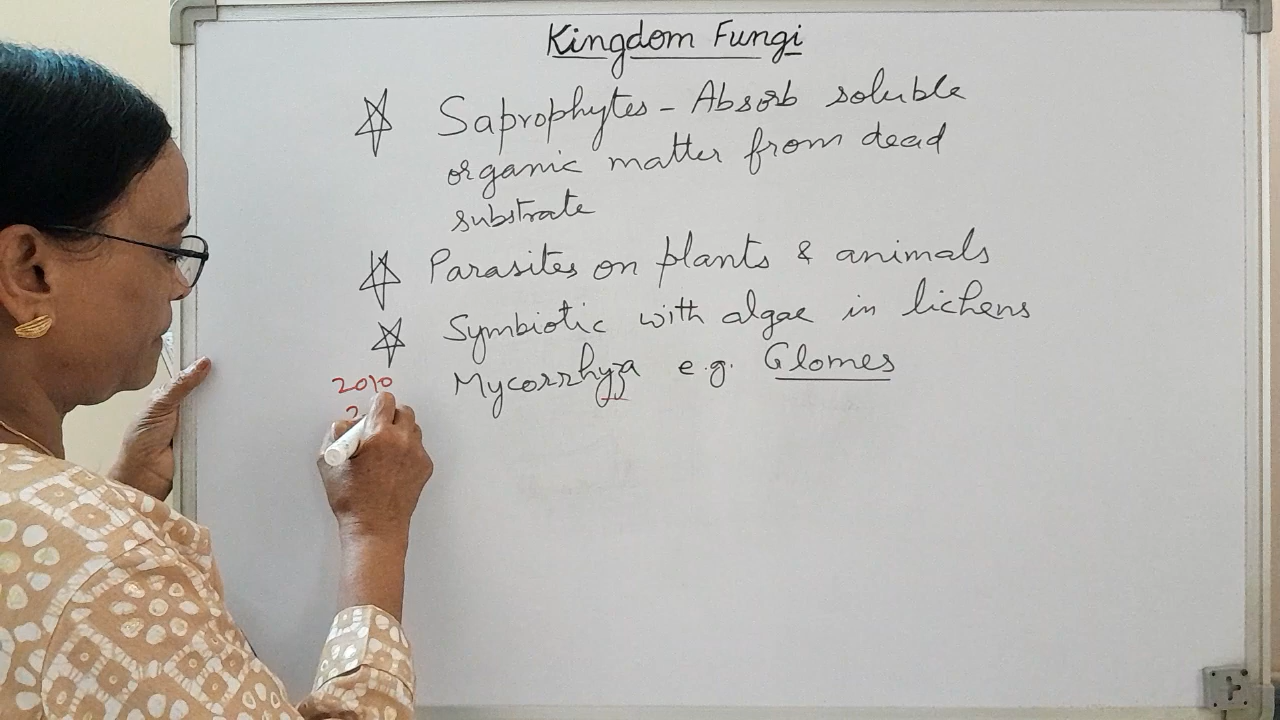 Kingdom Fungi
Saprophytes - Absorb soluble
organic matter from dead
substrate
Parasites on plants & animals
Symbiotic with algae in lichens
2010 Mycorrhyza e.g. Glomes
2